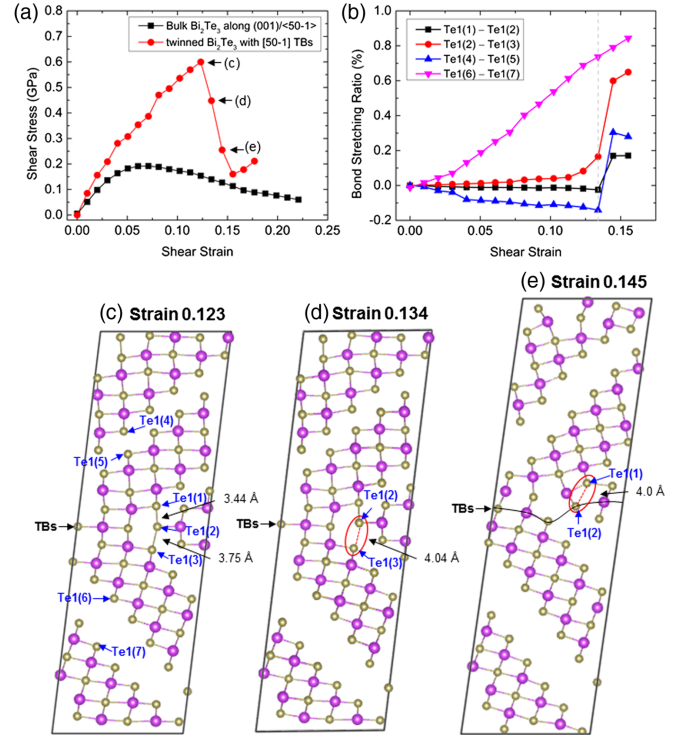 (a)
Bulk Bi₂Te₃ along (001)/<50-1>
twinned Bi₂Te₃ with [50-1] TBs
(c)
(d)
(e)
Shear Stress (GPa)
0.8
0.7
0.6
0.5
0.4
0.3
0.2
0.1
0.0
0.00 0.05 0.10 0.15 0.20 0.25
Shear Strain
(b)
Te1(1) – Te1(2)
Te1(2) – Te1(3)
Te1(4) – Te1(5)
Te1(6) – Te1(7)
Bond Stretching Ratio (%)
1.0
0.8
0.6
0.4
0.2
0.0
-0.2
0.00 0.05 0.10 0.15
Shear Strain
(c) Strain 0.123
Te1(4)
Te1(5)
Te1(1)
3.44 Å
TBs
Te1(2)
Te1(3)
3.75 Å
Te1(6)
Te1(7)
(d) Strain 0.134
Te1(2)
TBs
Te1(3)
4.04 Å
(e) Strain 0.145
Te1(1)
4.0 Å
TBs
Te1(2)